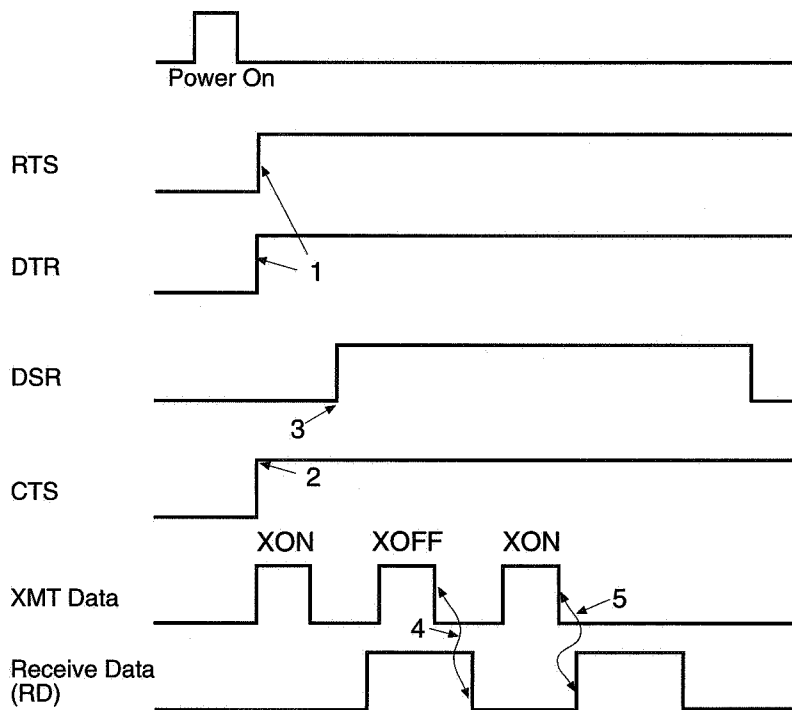 Power On
RTS
DTR
1
DSR
3
CTS
2
XON XOFF XON
XMT Data
5
4
Receive Data
(RD)